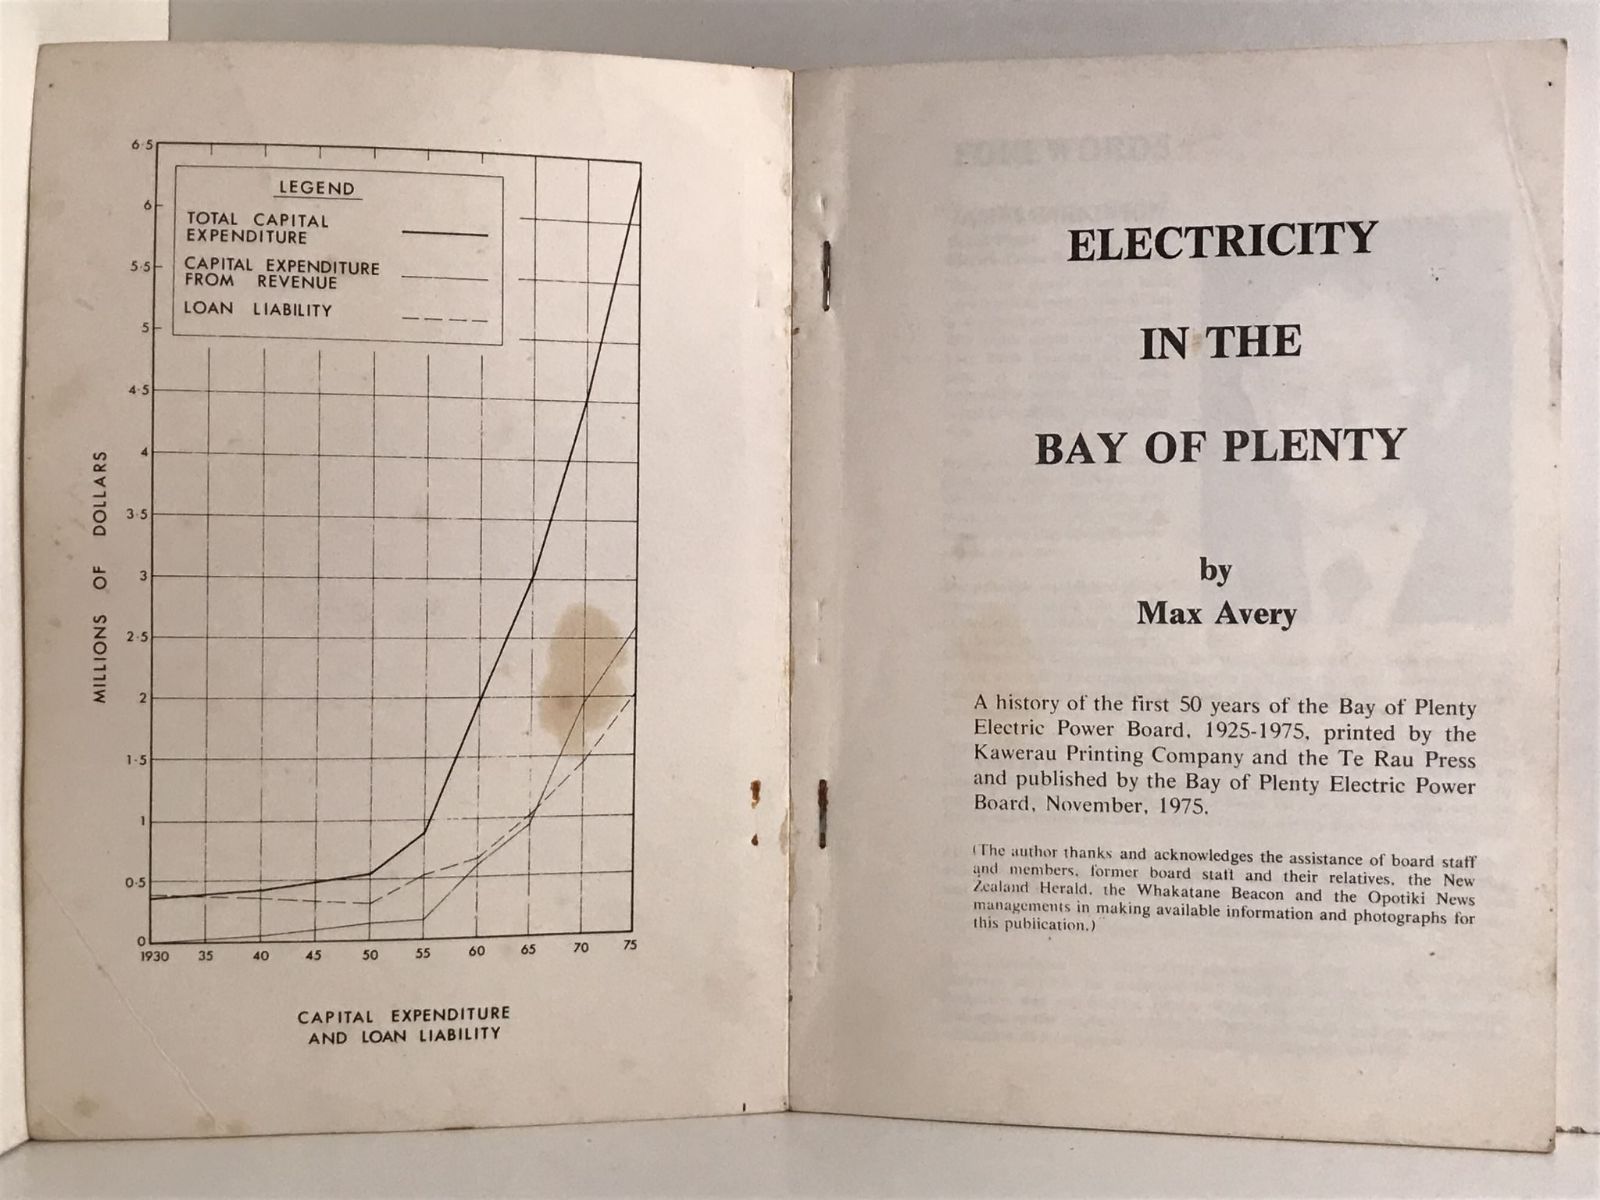 6·5
6
5·5
5
4·5
4
3·5
3
2·5
2
1·5
1
0·5
0
MILLIONS OF DOLLARS
LEGEND
TOTAL CAPITAL
EXPENDITURE
CAPITAL EXPENDITURE
FROM REVENUE
LOAN LIABILITY
1930 35 40 45 50 55 60 65 70 75
CAPITAL EXPENDITURE
AND LOAN LIABILITY
ELECTRICITY
IN THE
BAY OF PLENTY
by
Max Avery
A history of the first 50 years of the Bay of Plenty
Electric Power Board, 1925-1975, printed by the
Kawerau Printing Company and the Te Rau Press
and published by the Bay of Plenty Electric Power
Board, November, 1975.
(The author thanks and acknowledges the assistance of board staff
and members, former board staff and their relatives, the New
Zealand Herald, the Whakatane Beacon and the Opotiki News
managements in making available information and photographs for
this publication.)